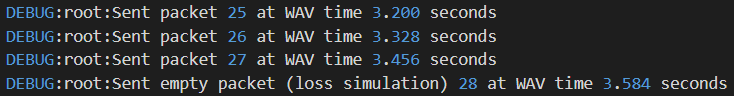 DEBUG:root:Sent packet 25 at WAV time 3.200 seconds
DEBUG:root:Sent packet 26 at WAV time 3.328 seconds
DEBUG:root:Sent packet 27 at WAV time 3.456 seconds
DEBUG:root:Sent empty packet (loss simulation) 28 at WAV time 3.584 seconds